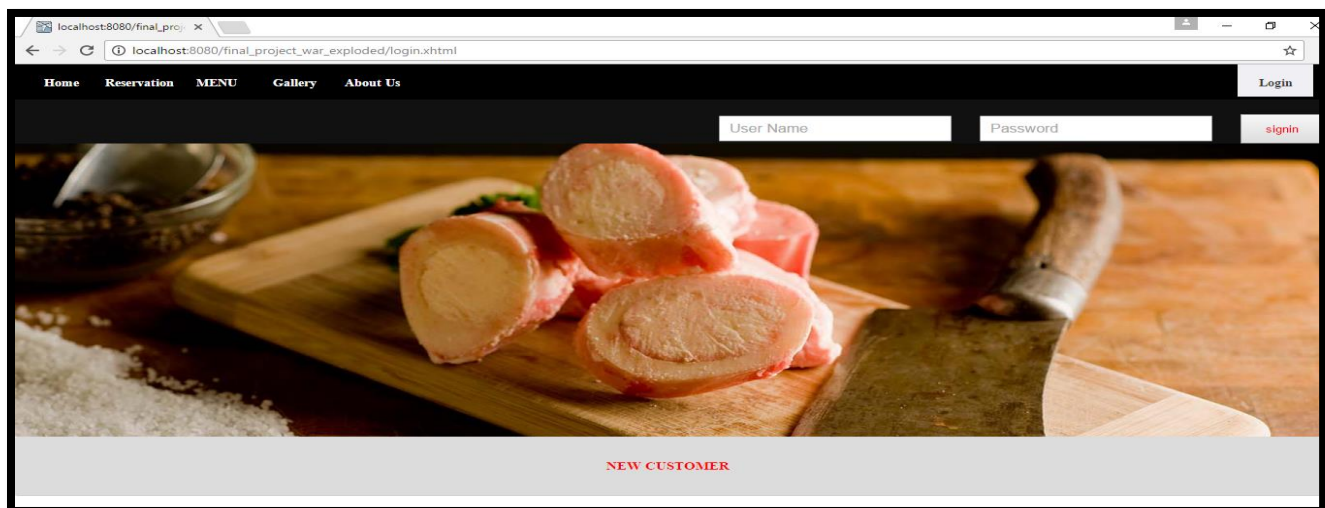 localhost:8080/final_proj
localhost:8080/final_project_war_exploded/login.xhtml
Home Reservation MENU Gallery About Us Login
User Name Password signin
NEW CUSTOMER